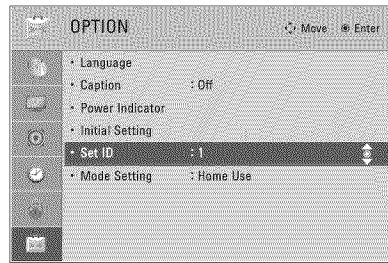 OPTION Move Enter
• Language
• Caption : Off
• Power Indicator
• Initial Setting
• Set ID : 1
• Mode Setting : Home Use